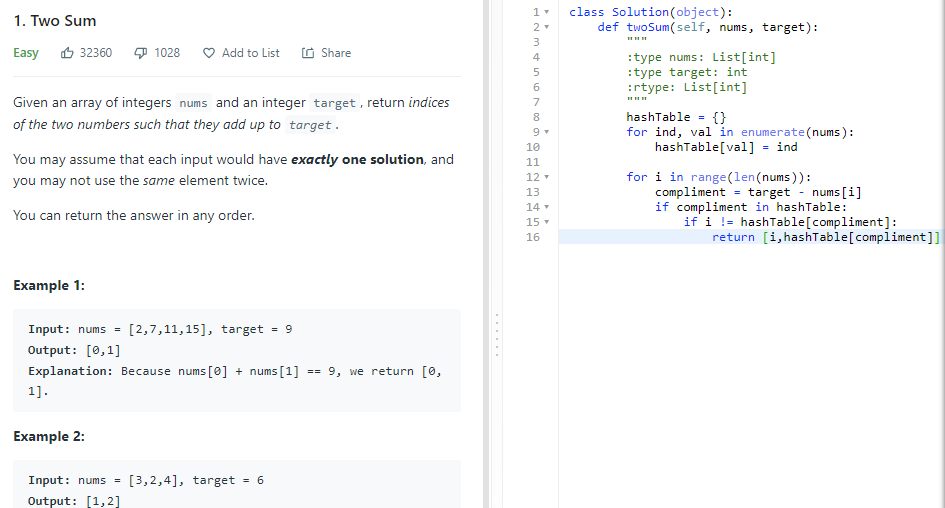 1. Two Sum
Easy 32360 1028 Add to List Share
Given an array of integers nums and an integer target , return indices
of the two numbers such that they add up to target .
You may assume that each input would have exactly one solution, and
you may not use the same element twice.
You can return the answer in any order.
Example 1:
Input: nums = [2,7,11,15], target = 9
Output: [0,1]
Explanation: Because nums[0] + nums[1] == 9, we return [0,
1].
Example 2:
Input: nums = [3,2,4], target = 6
Output: [1,2]
1 class Solution(object):
2 def twoSum(self, nums, target):
3 """
4 :type nums: List[int]
5 :type target: int
6 :rtype: List[int]
7 """
8 hashTable = {}
9 for ind, val in enumerate(nums):
10 hashTable[val] = ind
11
12 for i in range(len(nums)):
13 compliment = target - nums[i]
14 if compliment in hashTable:
15 if i != hashTable[compliment]:
16 return [i,hashTable[compliment]]